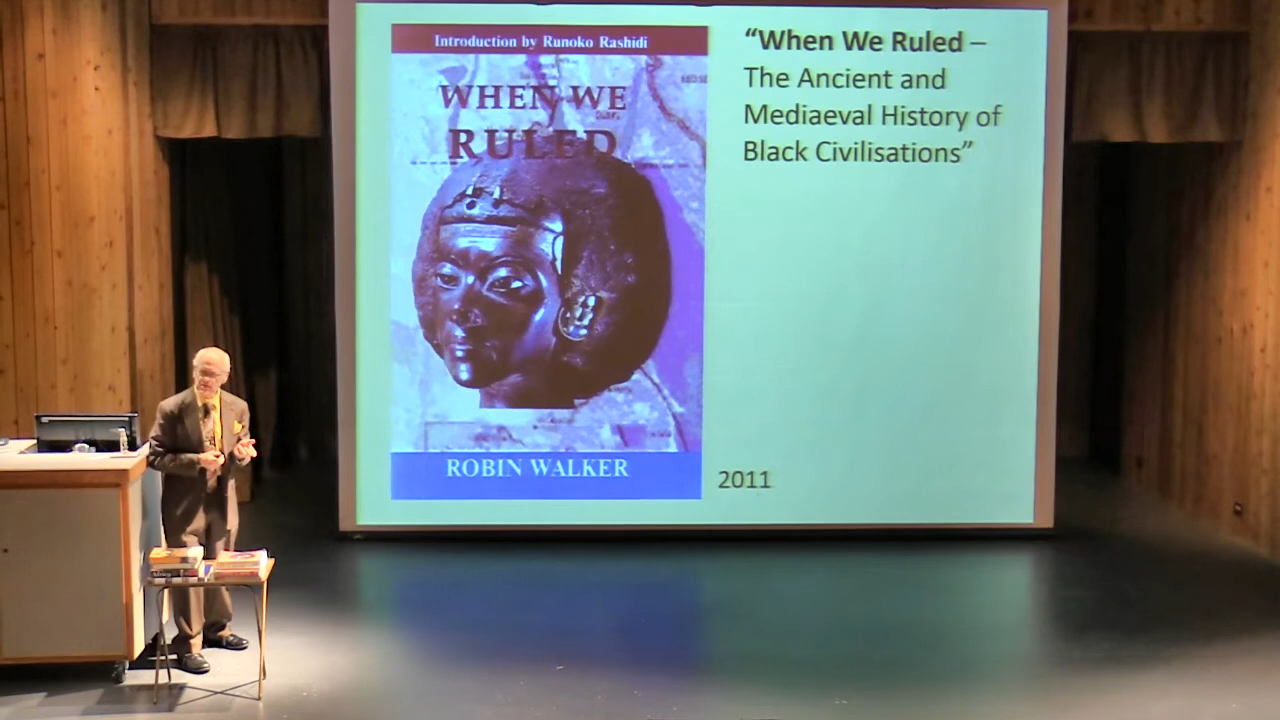 Introduction by Runoko Rashidi
WHEN WE
RULED
ROBIN WALKER
“When We Ruled –
The Ancient and
Mediaeval History of
Black Civilisations”
2011